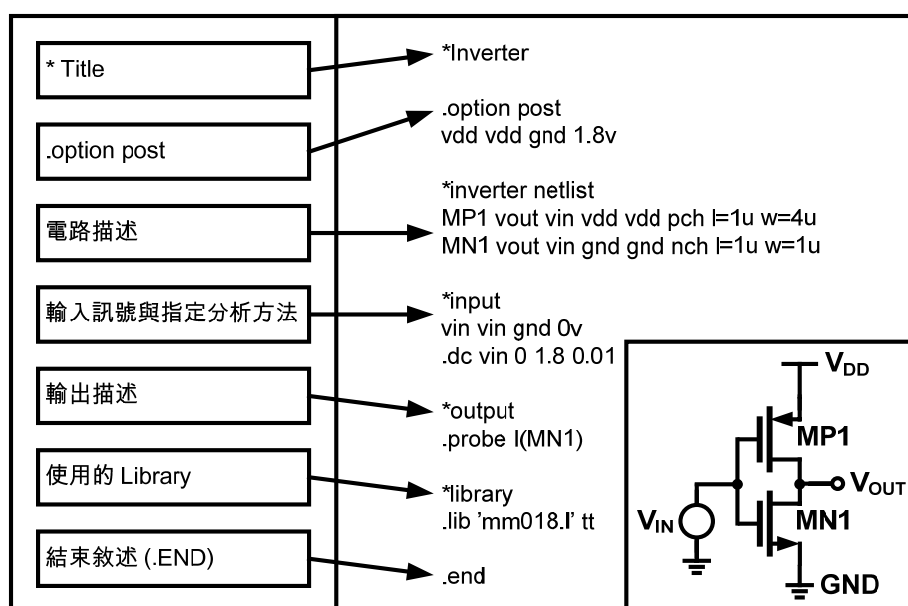 * Title
.option post
電路描述
輸入訊號與指定分析方法
輸出描述
使用的 Library
結束敘述 (.END)
*Inverter
.option post
vdd vdd gnd 1.8v
*inverter netlist
MP1 vout vin vdd vdd pch l=1u w=4u
MN1 vout vin gnd gnd nch l=1u w=1u
*input
vin vin gnd 0v
.dc vin 0 1.8 0.01
*output
.probe I(MN1)
*library
.lib 'mm018.l' tt
.end
VDD
MP1
VOUT
VIN
MN1
GND